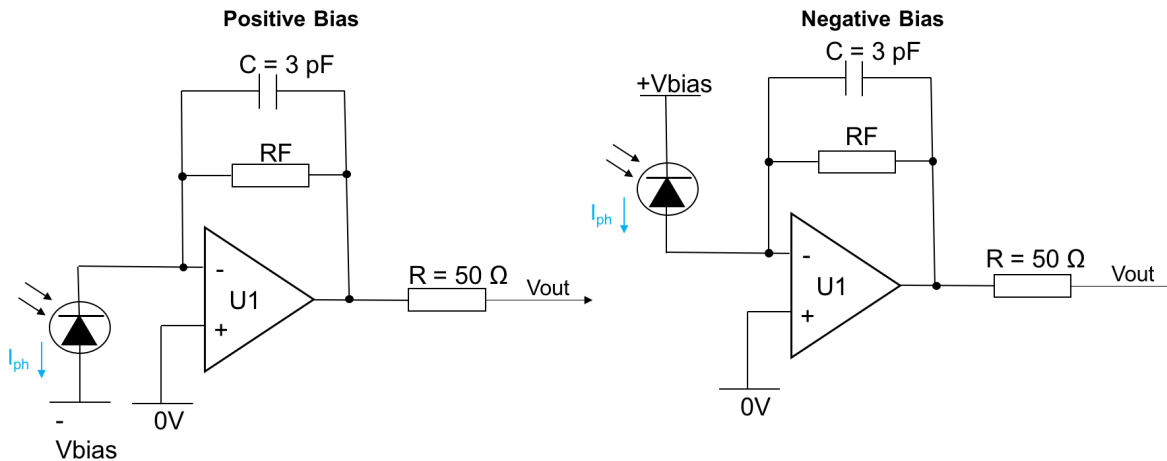 Positive Bias
C = 3 pF
RF
-
U1
+
R = 50 Ω
Vout
Iph
0V
-
Vbias
Negative Bias
C = 3 pF
+Vbias
RF
Iph
-
U1
+
R = 50 Ω
Vout
0V